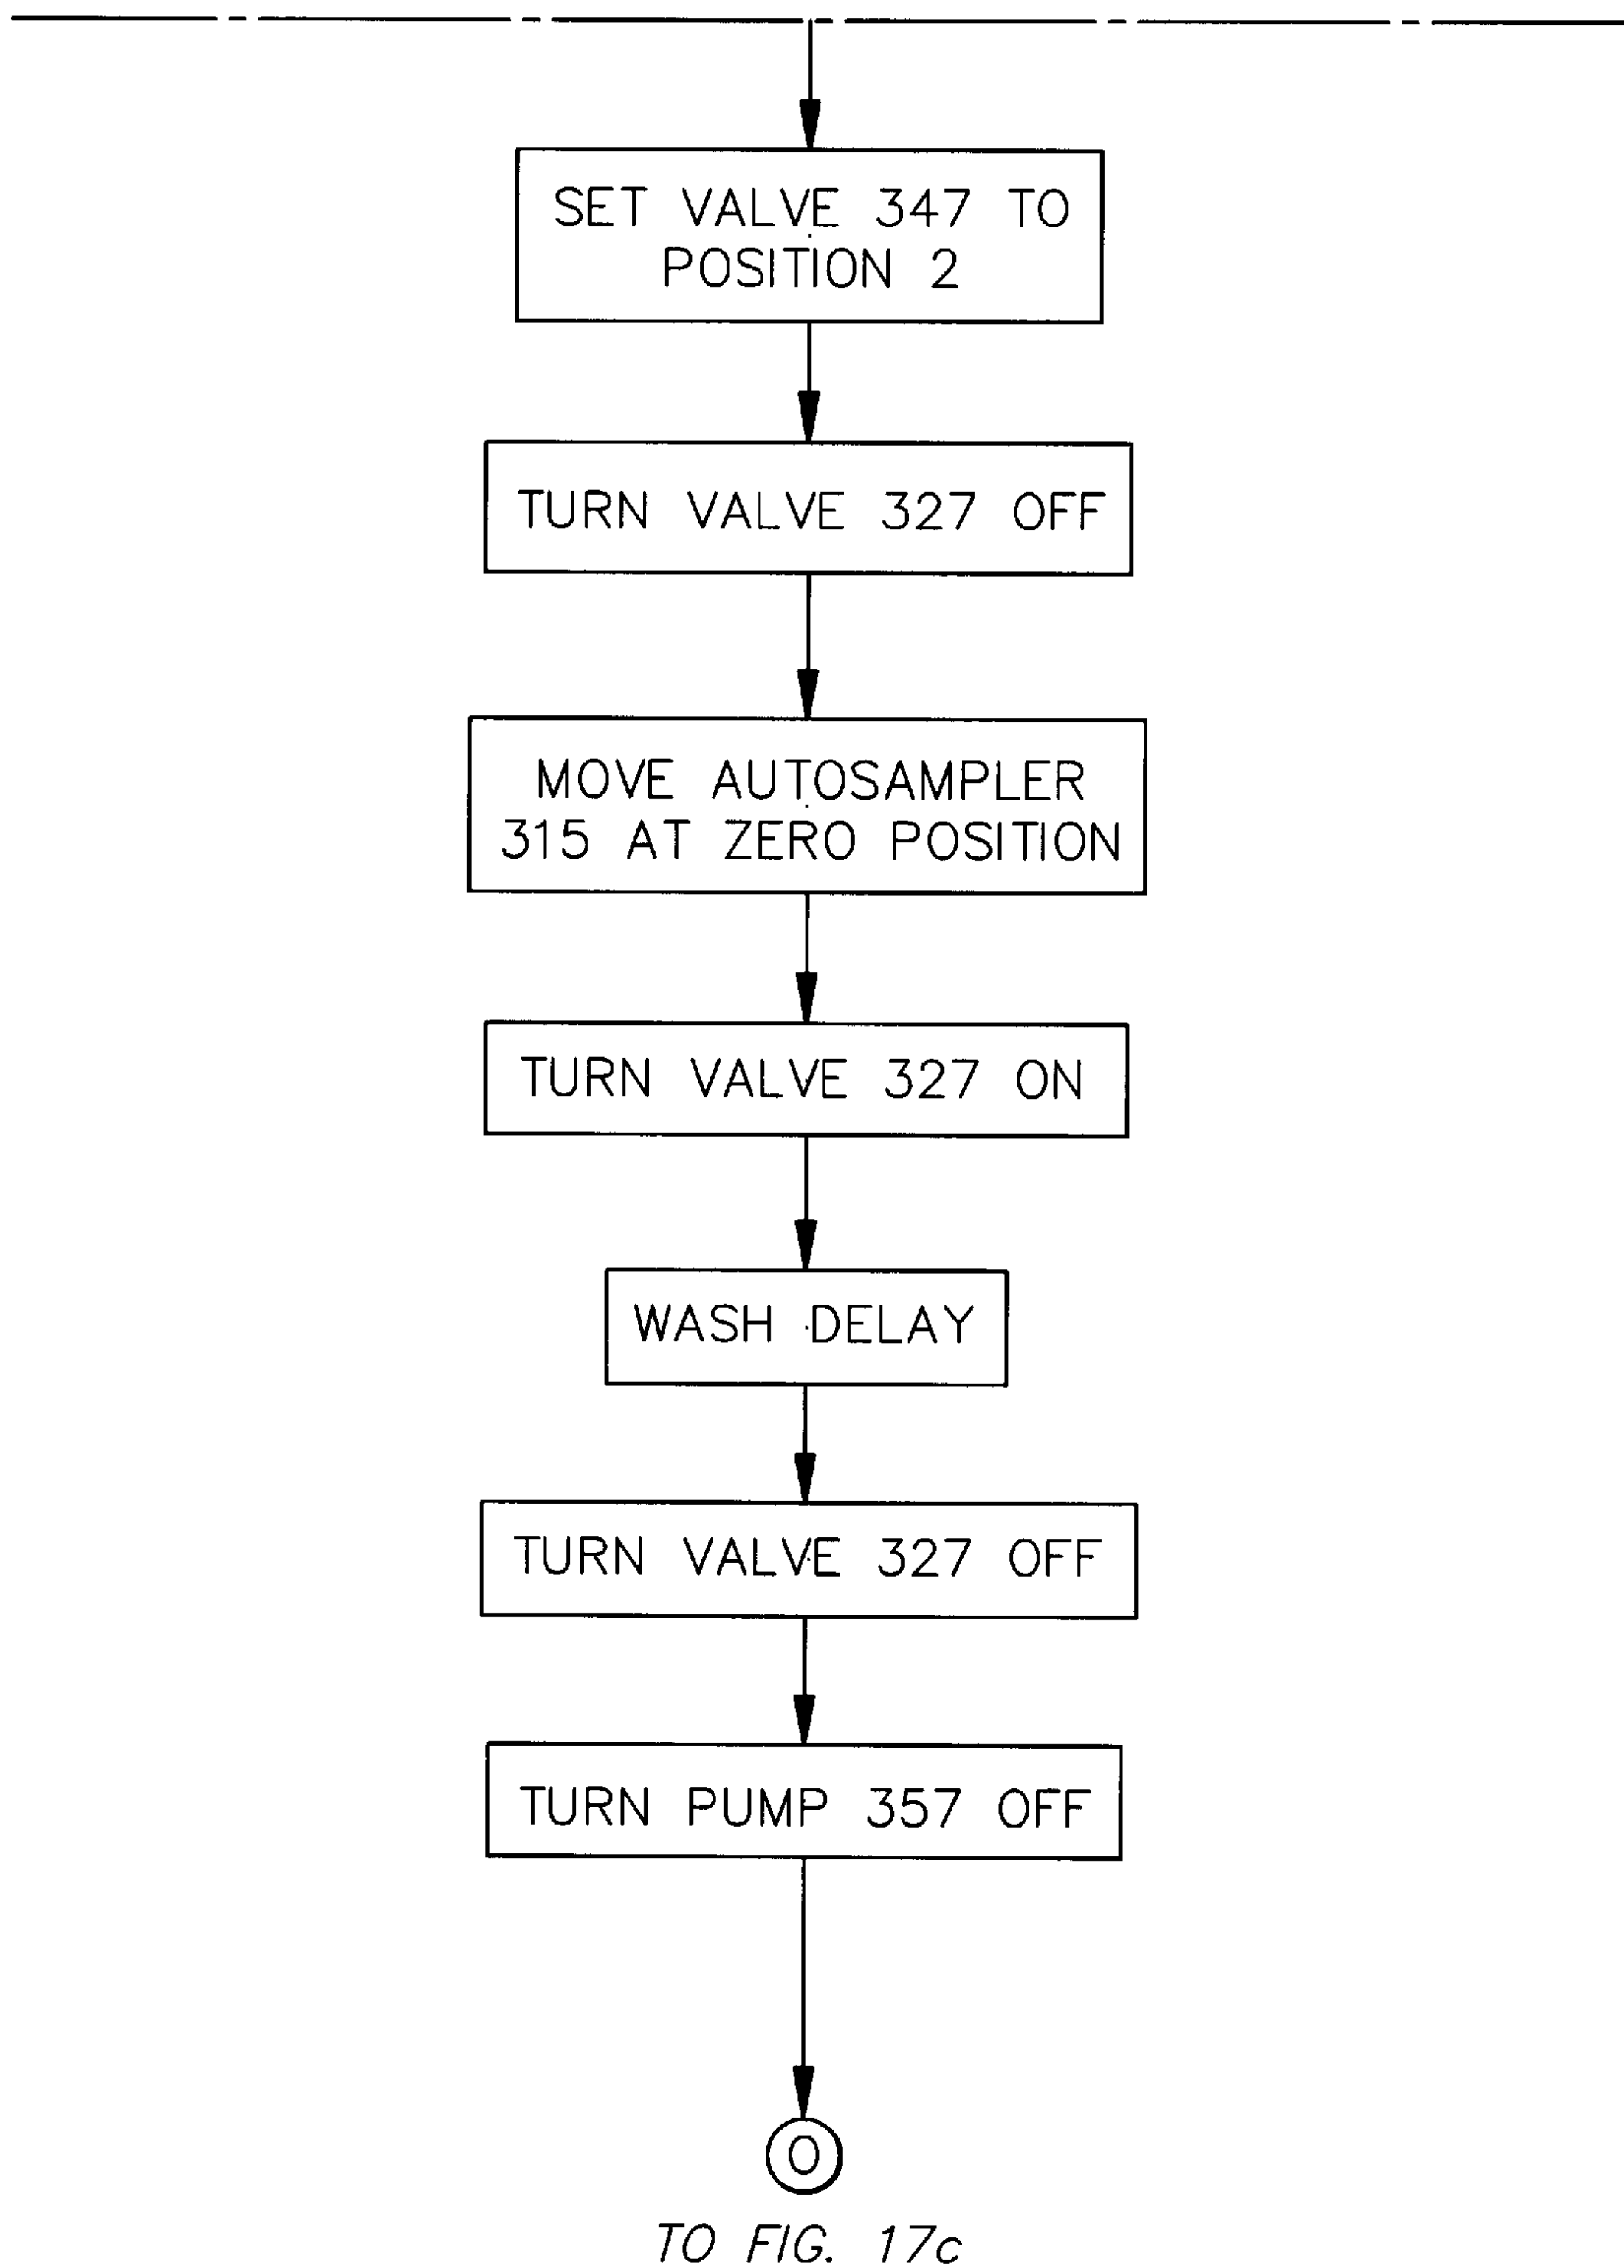 SET VALVE 347 TO
POSITION 2
TURN VALVE 327 OFF
MOVE AUTOSAMPLER
315 AT ZERO POSITION
TURN VALVE 327 ON
WASH DELAY
TURN VALVE 327 OFF
TURN PUMP 357 OFF
O
TO FIG. 17c